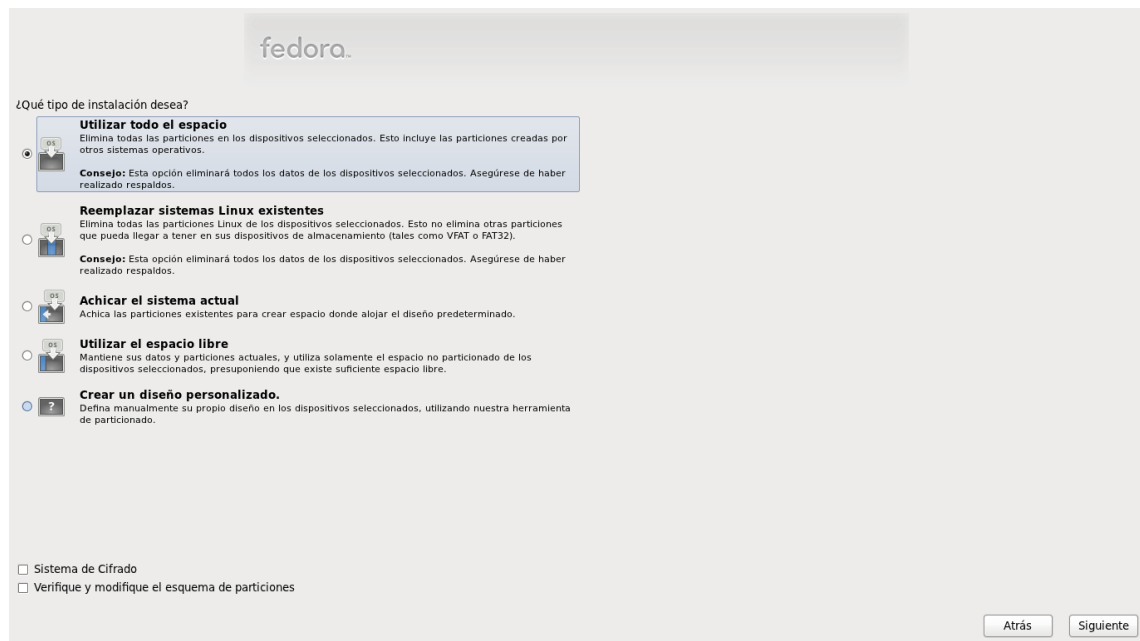 fedora™
¿Qué tipo de instalación desea?
Utilizar todo el espacio
Elimina todas las particiones en los dispositivos seleccionados. Esto incluye las particiones creadas por
otros sistemas operativos.
Consejo: Esta opción eliminará todos los datos de los dispositivos seleccionados. Asegúrese de haber
realizado respaldos.
Reemplazar sistemas Linux existentes
Elimina todas las particiones Linux de los dispositivos seleccionados. Esto no elimina otras particiones
que pueda llegar a tener en sus dispositivos de almacenamiento (tales como VFAT o FAT32).
Consejo: Esta opción eliminará todos los datos de los dispositivos seleccionados. Asegúrese de haber
realizado respaldos.
Achicar el sistema actual
Achica las particiones existentes para crear espacio donde alojar el diseño predeterminado.
Utilizar el espacio libre
Mantiene sus datos y particiones actuales, y utiliza solamente el espacio no particionado de los
dispositivos seleccionados, presuponiendo que existe suficiente espacio libre.
Crear un diseño personalizado.
Defina manualmente su propio diseño en los dispositivos seleccionados, utilizando nuestra herramienta
de particionado.
OS
OS
OS
OS
?
Sistema de Cifrado
Verifique y modifique el esquema de particiones
Atrás
Siguiente